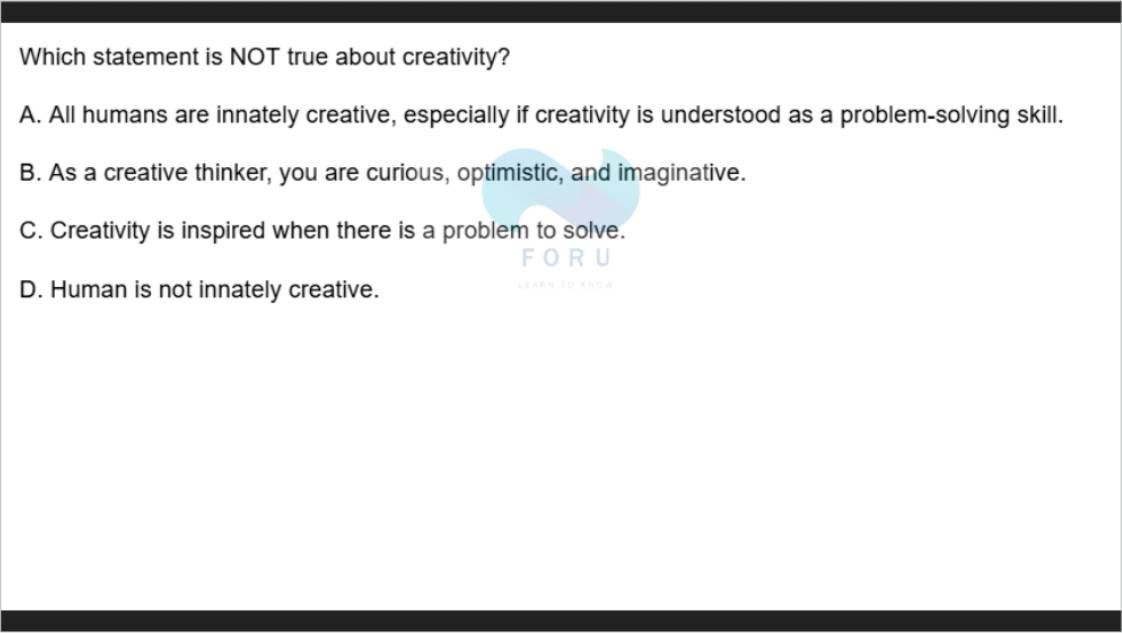 Which statement is NOT true about creativity?
A. All humans are innately creative, especially if creativity is understood as a problem-solving skill.
B. As a creative thinker, you are curious, optimistic, and imaginative.
C. Creativity is inspired when there is a problem to solve.
FORU
LEARN TO KNOW
D. Human is not innately creative.